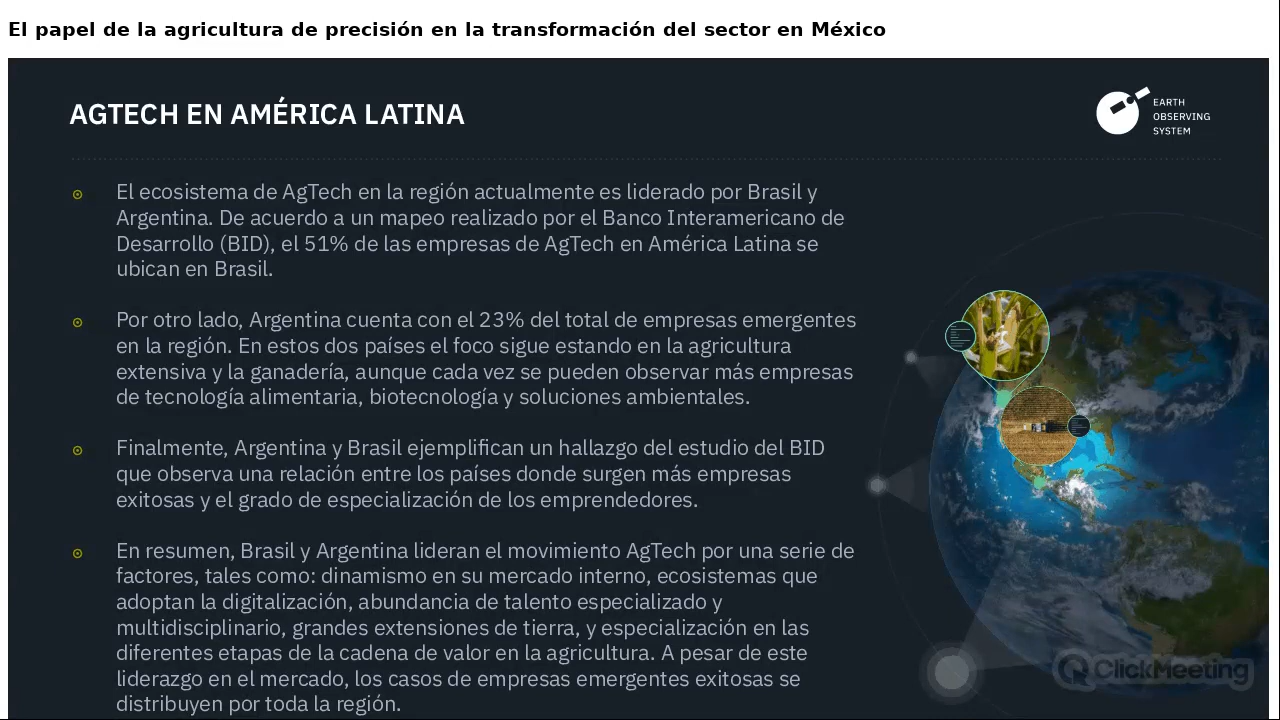 El papel de la agricultura de precisión en la transformación del sector en México
AGTECH EN AMÉRICA LATINA
EARTH
OBSERVING
SYSTEM
El ecosistema de AgTech en la región actualmente es liderado por Brasil y
Argentina. De acuerdo a un mapeo realizado por el Banco Interamericano de
Desarrollo (BID), el 51% de las empresas de AgTech en América Latina se
ubican en Brasil.
Por otro lado, Argentina cuenta con el 23% del total de empresas emergentes
en la región. En estos dos países el foco sigue estando en la agricultura
extensiva y la ganadería, aunque cada vez se pueden observar más empresas
de tecnología alimentaria, biotecnología y soluciones ambientales.
Finalmente, Argentina y Brasil ejemplifican un hallazgo del estudio del BID
que observa una relación entre los países donde surgen más empresas
exitosas y el grado de especialización de los emprendedores.
En resumen, Brasil y Argentina lideran el movimiento AgTech por una serie de
factores, tales como: dinamismo en su mercado interno, ecosistemas que
adoptan la digitalización, abundancia de talento especializado y
multidisciplinario, grandes extensiones de tierra, y especialización en las
diferentes etapas de la cadena de valor en la agricultura. A pesar de este
liderazgo en el mercado, los casos de empresas emergentes exitosas se
distribuyen por toda la región.
ClickMeeting